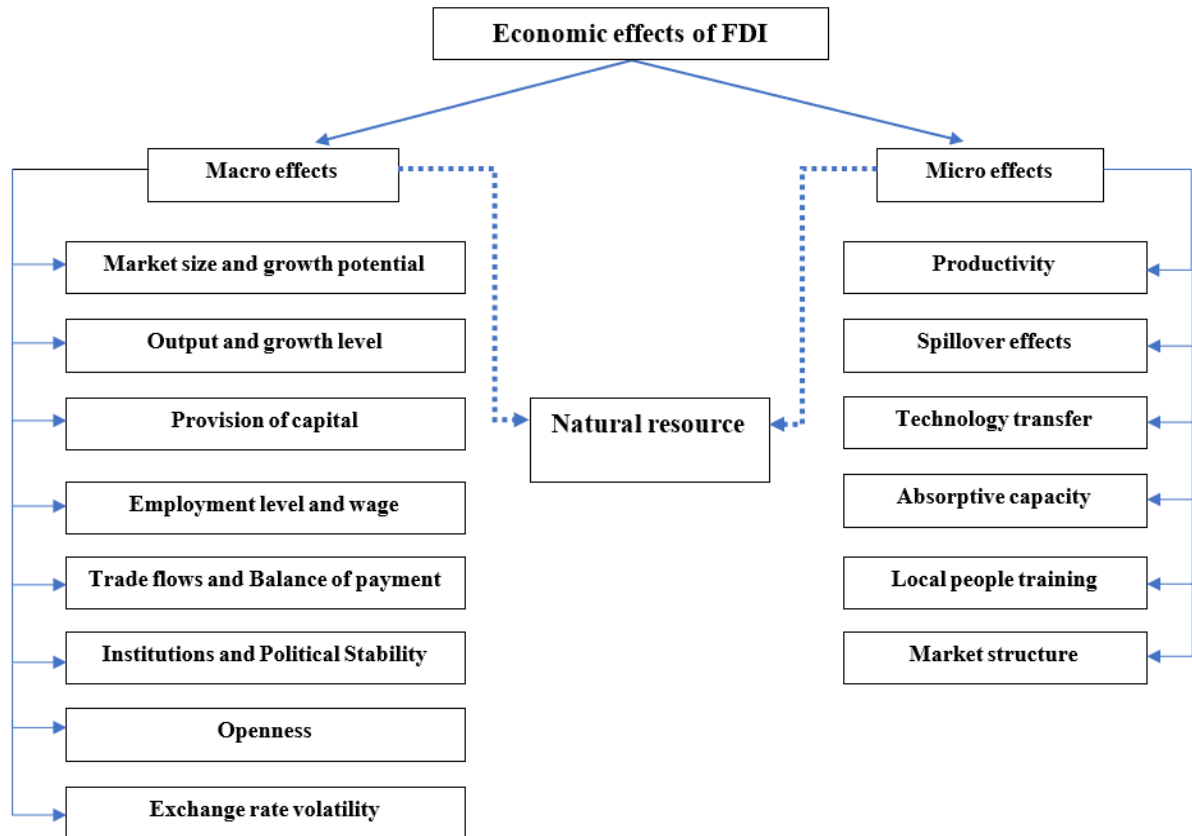 Economic effects of FDI
Macro effects
Micro effects
Market size and growth potential
Output and growth level
Provision of capital
Employment level and wage
Trade flows and Balance of payment
Institutions and Political Stability
Openness
Exchange rate volatility
Natural resource
Productivity
Spillover effects
Technology transfer
Absorptive capacity
Local people training
Market structure